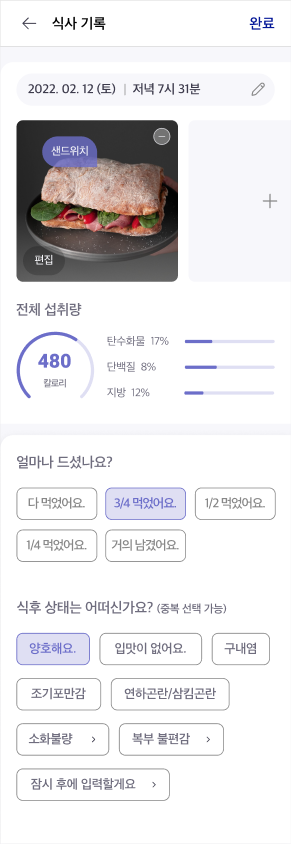 식사 기록
완료
2022. 02. 12 (토) | 저녁 7시 31분
샌드위치
편집
전체 섭취량
480
칼로리
탄수화물 17%
단백질 8%
지방 12%
얼마나 드셨나요?
다 먹었어요. 3/4 먹었어요. 1/2 먹었어요.
1/4 먹었어요. 거의 남겼어요.
식후 상태는 어떠신가요? (중복 선택 가능)
양호해요. 입맛이 없어요. 구내염
조기포만감 연하곤란/삼킴곤란
소화불량 > 복부 불편감 >
잠시 후에 입력할게요 >